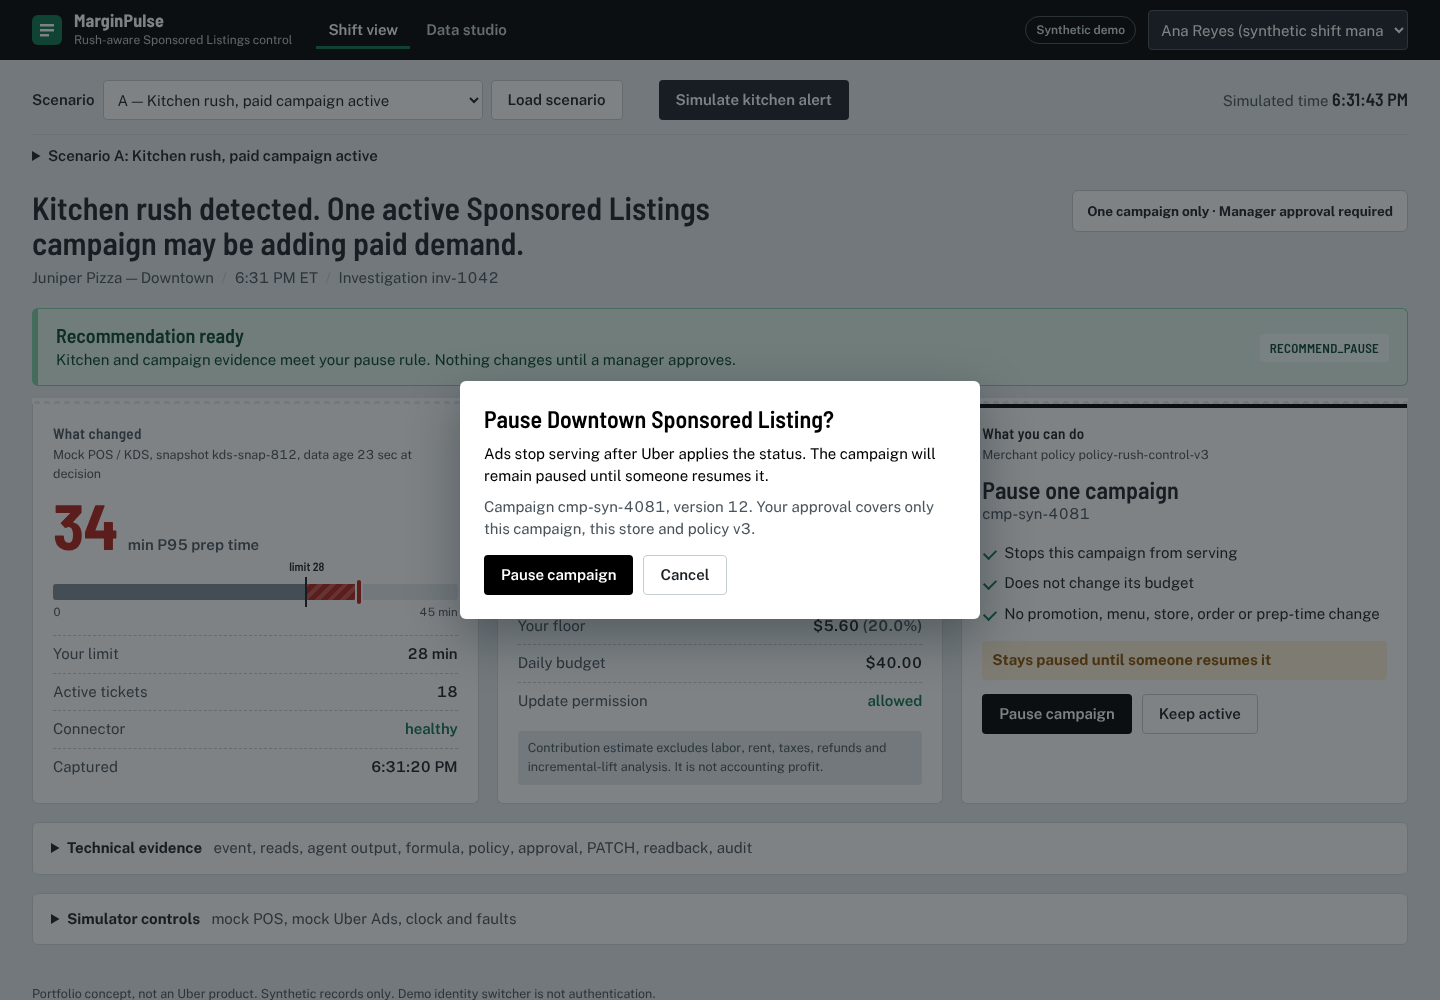 MarginPulse
Rush-aware Sponsored Listings control
Shift view
Data studio
Synthetic demo
Ana Reyes (synthetic shift mana
Scenario
A — Kitchen rush, paid campaign active
Load scenario
Simulate kitchen alert
Simulated time 6:31:43 PM
Scenario A: Kitchen rush, paid campaign active
Kitchen rush detected. One active Sponsored Listings
campaign may be adding paid demand.
One campaign only · Manager approval required
Juniper Pizza — Downtown / 6:31 PM ET / Investigation inv-1042
Recommendation ready
Kitchen and campaign evidence meet your pause rule. Nothing changes until a manager approves.
RECOMMEND_PAUSE
Pause Downtown Sponsored Listing?
Ads stop serving after Uber applies the status. The campaign will
remain paused until someone resumes it.
Campaign cmp-syn-4081, version 12. Your approval covers only
this campaign, this store and policy v3.
Pause campaign
Cancel
What changed
Mock POS / KDS, snapshot kds-snap-812, data age 23 sec at
decision
34 min P95 prep time
limit 28
0
45 min
Your limit 28 min
Active tickets 18
Connector healthy
Captured 6:31:20 PM
Your floor $5.60 (20.0%)
Daily budget $40.00
Update permission allowed
Contribution estimate excludes labor, rent, taxes, refunds and
incremental-lift analysis. It is not accounting profit.
What you can do
Merchant policy policy-rush-control-v3
Pause one campaign
cmp-syn-4081
Stops this campaign from serving
Does not change its budget
No promotion, menu, store, order or prep-time change
Stays paused until someone resumes it
Pause campaign
Keep active
Technical evidence event, reads, agent output, formula, policy, approval, PATCH, readback, audit
Simulator controls mock POS, mock Uber Ads, clock and faults
Portfolio concept, not an Uber product. Synthetic records only. Demo identity switcher is not authentication.